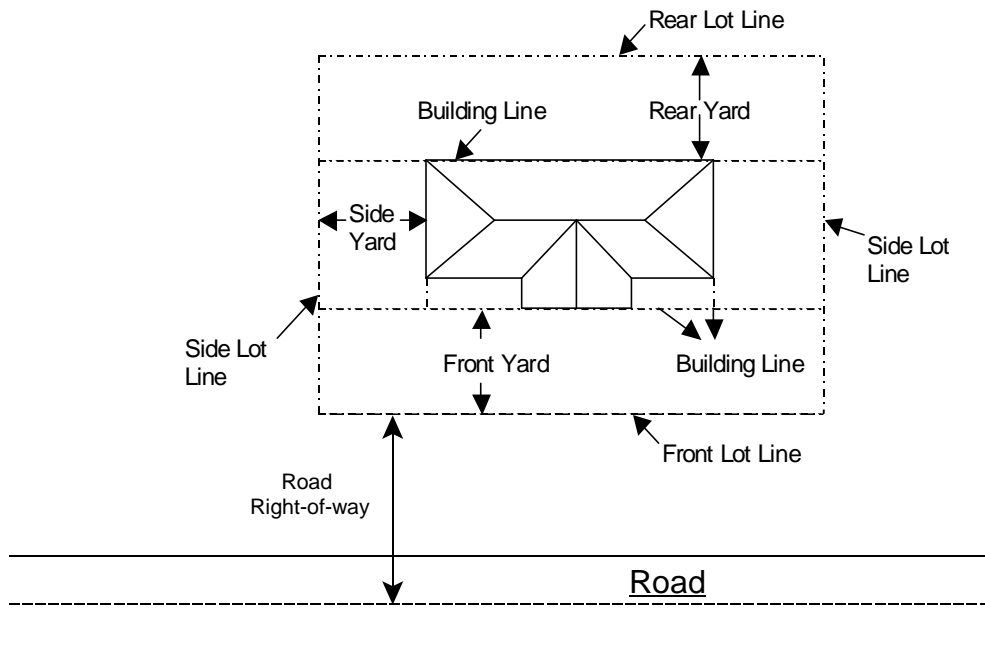 Rear Lot Line
Building Line
Rear Yard
Side
Yard
Side Lot
Line
Side Lot
Line
Front Yard
Building Line
Front Lot Line
Road
Right-of-way
Road